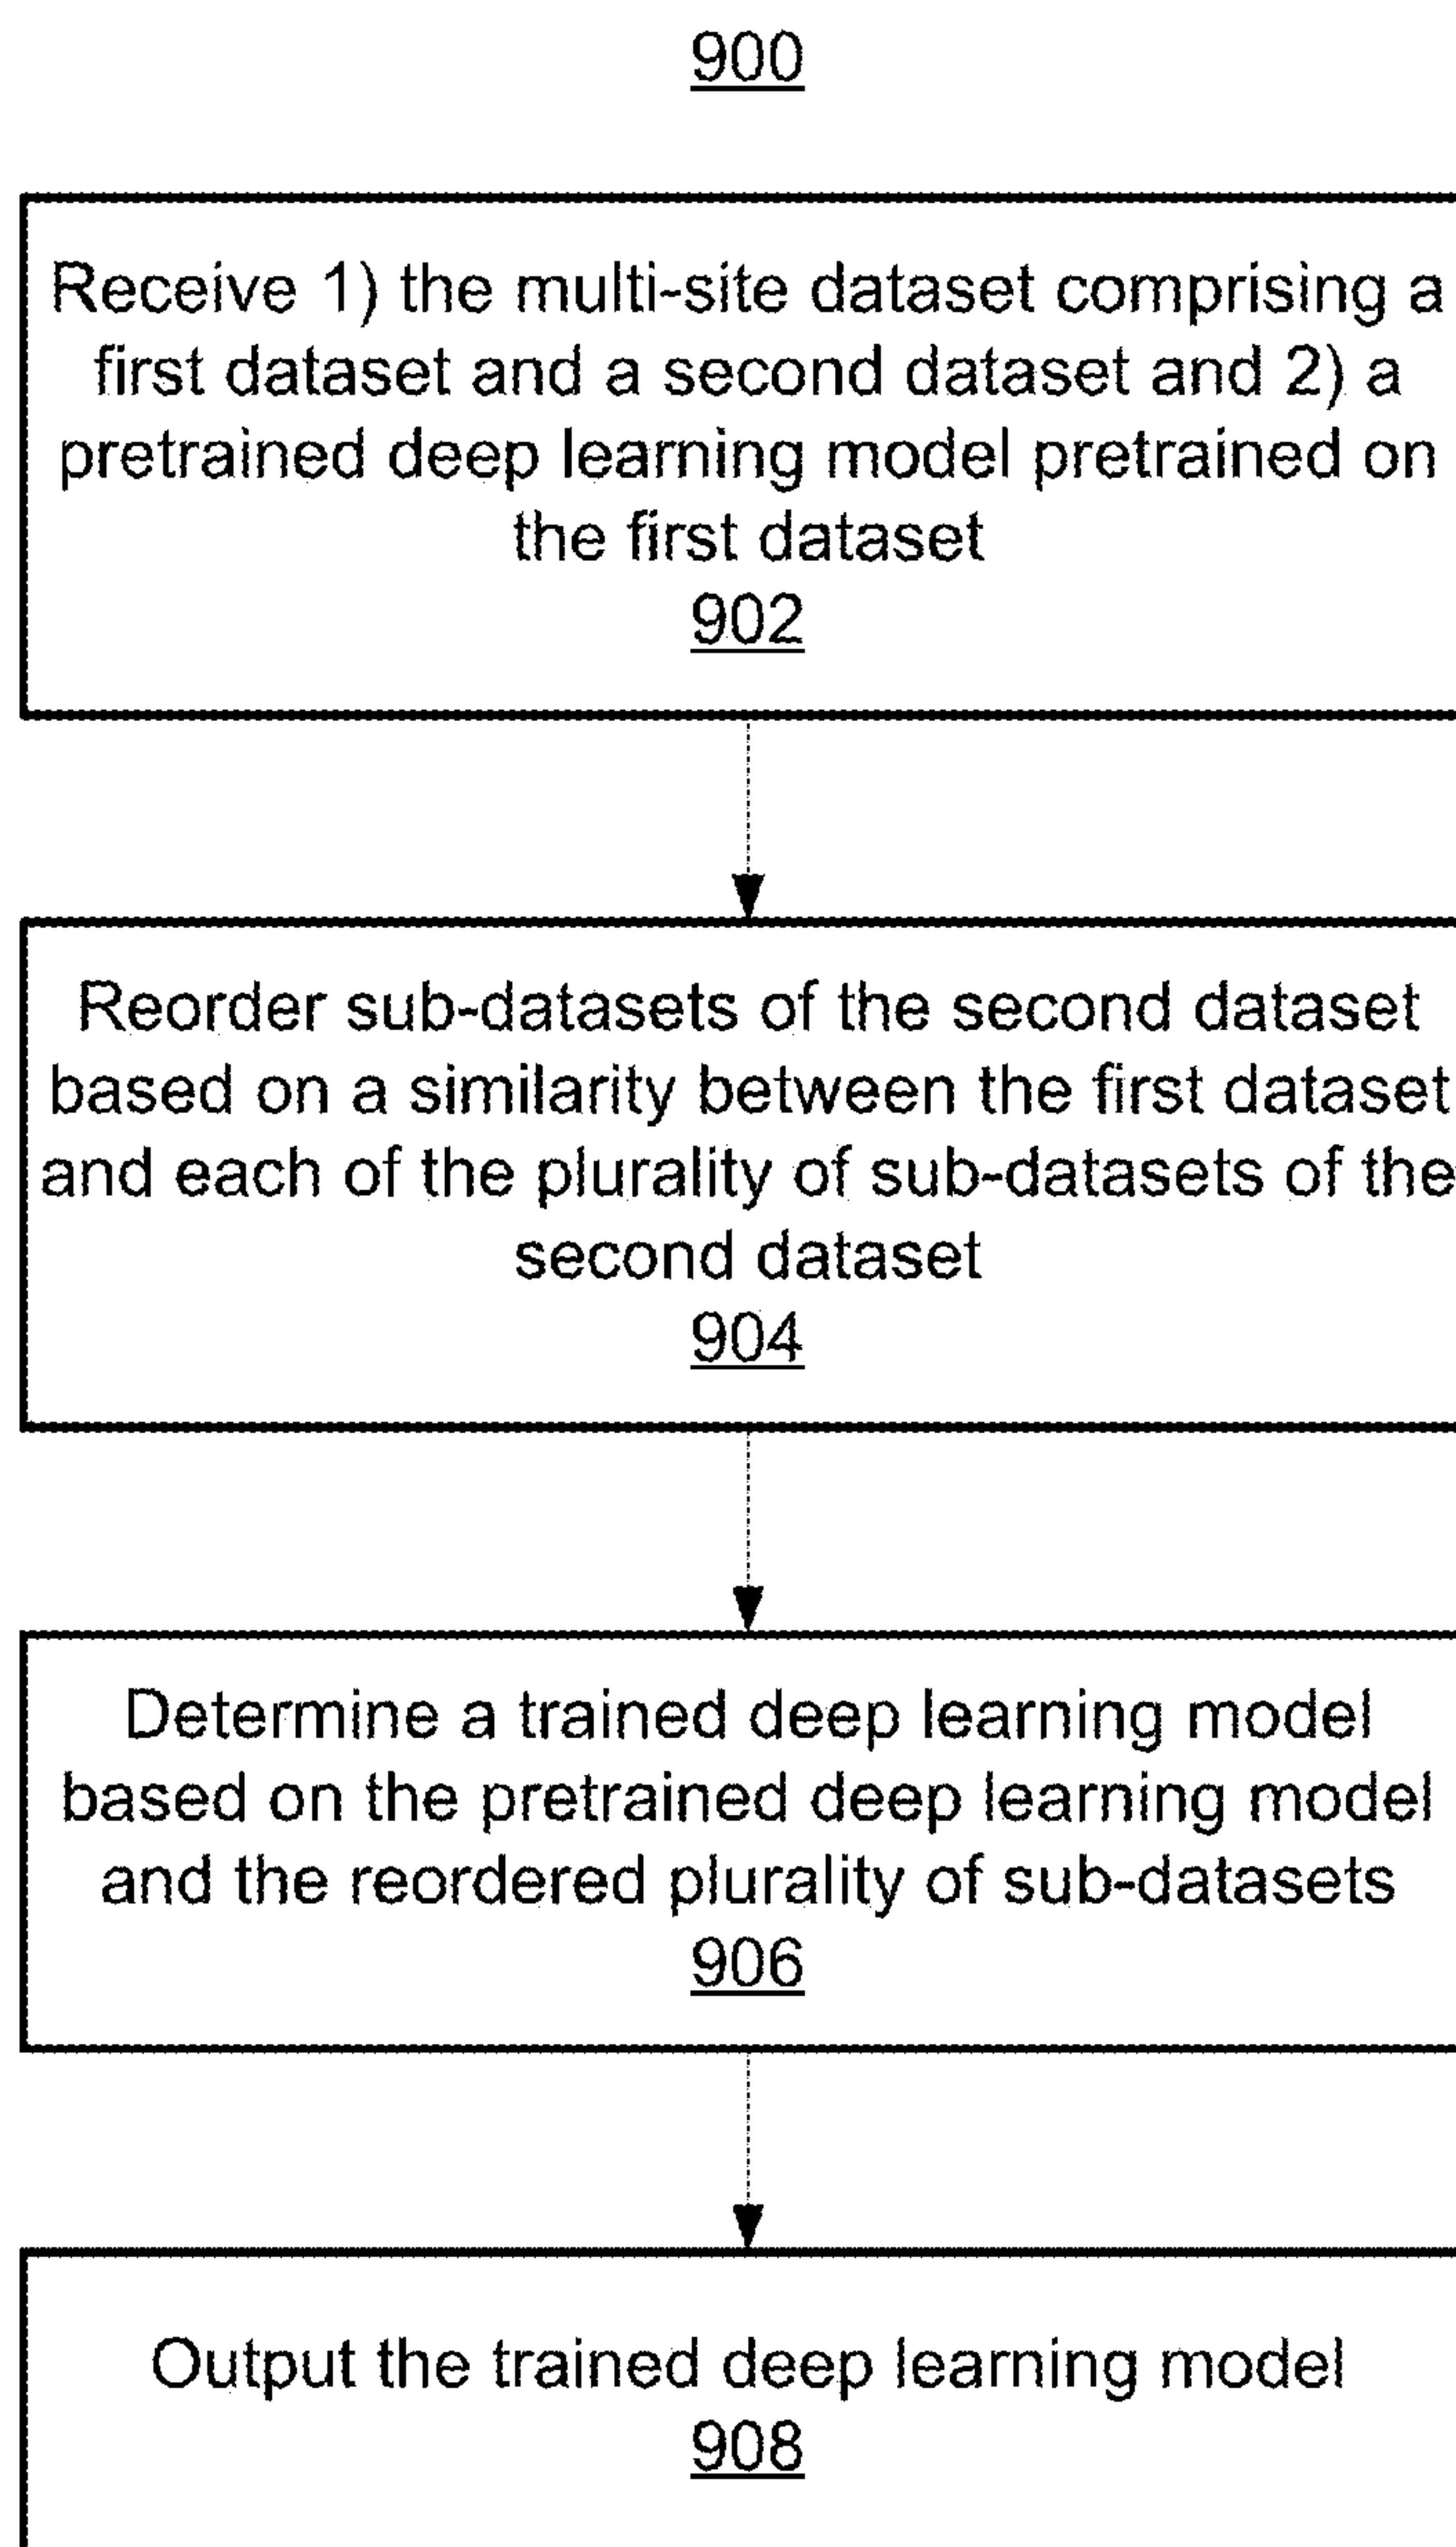 900
Receive 1) the multi-site dataset comprising a
first dataset and a second dataset and 2) a
pretrained deep learning model pretrained on
the first dataset
902
Reorder sub-datasets of the second dataset
based on a similarity between the first dataset
and each of the plurality of sub-datasets of the
second dataset
904
Determine a trained deep learning model
based on the pretrained deep learning model
and the reordered plurality of sub-datasets
906
Output the trained deep learning model
908